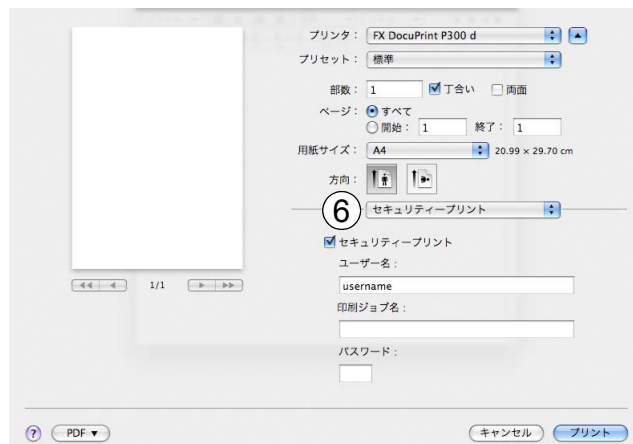 プリンタ： FX DocuPrint P300 d
プリセット： 標準
部数： 1 丁合い 両面
ページ： すべて
開始： 1 終了： 1
用紙サイズ： A4 20.99 × 29.70 cm
方向：
⑥ セキュリティープリント
セキュリティープリント
ユーザー名：
username
印刷ジョブ名：
パスワード：
1/1
? PDF ▼ キャンセル プリント